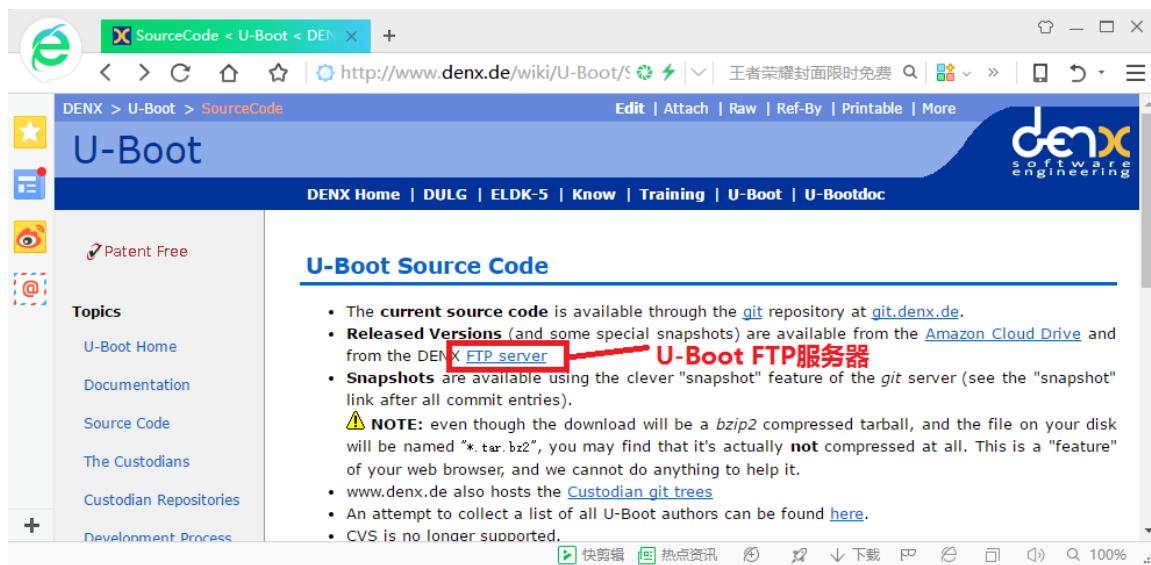 SourceCode < U-Boot < DEN
http://www.denx.de/wiki/U-Boot/S
王者荣耀封面限时免费
DENX > U-Boot > SourceCode
Edit | Attach | Raw | Ref-By | Printable | More
U-Boot
denx
software
engineering
DENX Home | DULG | ELDK-5 | Know | Training | U-Boot | U-Bootdoc
Patent Free
Topics
U-Boot Home
Documentation
Source Code
The Custodians
Custodian Repositories
Development Process
U-Boot Source Code
• The current source code is available through the git repository at git.denx.de.
• Released Versions (and some special snapshots) are available from the Amazon Cloud Drive and
from the DENX FTP server
U-Boot FTP服务器
• Snapshots are available using the clever "snapshot" feature of the git server (see the "snapshot"
link after all commit entries).
NOTE: even though the download will be a bzip2 compressed tarball, and the file on your disk
will be named "*.tar.bz2", you may find that it's actually not compressed at all. This is a "feature"
of your web browser, and we cannot do anything to help it.
• www.denx.de also hosts the Custodian git trees
• An attempt to collect a list of all U-Boot authors can be found here.
• CVS is no longer supported.
快剪辑 热点资讯 下载 100%